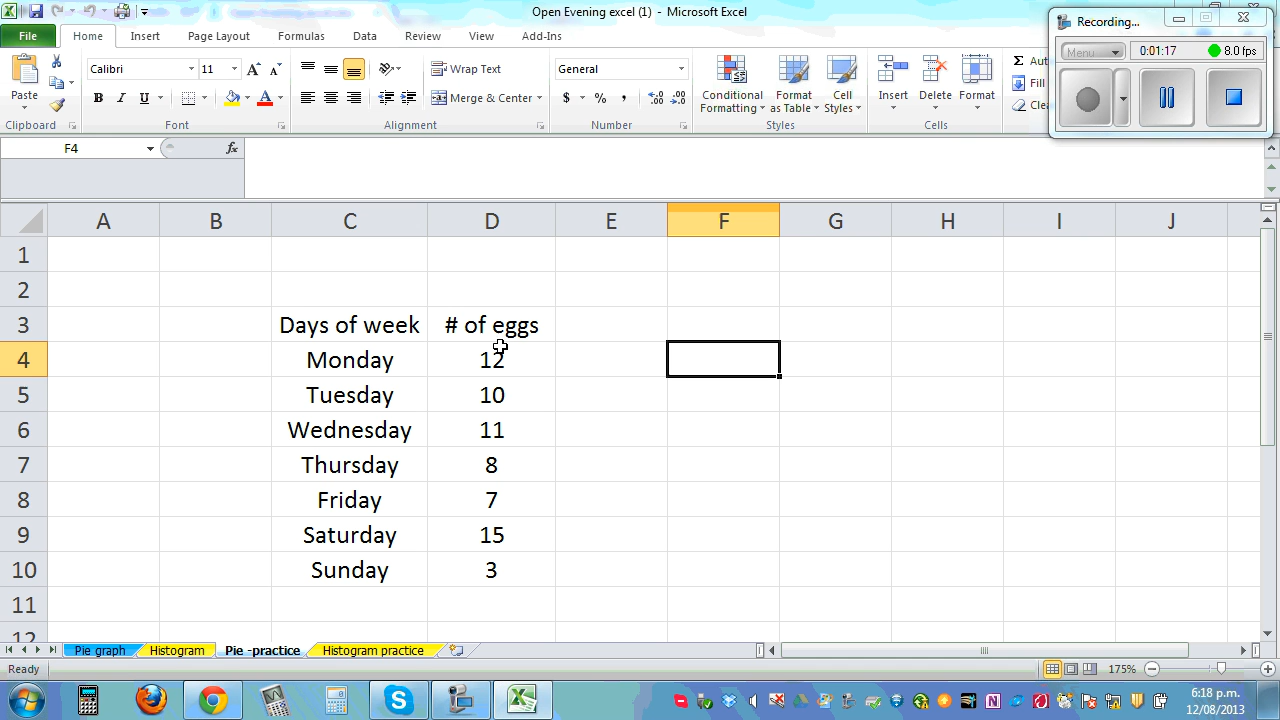 Open Evening excel (1) - Microsoft Excel
Recording...
File Home Insert Page Layout Formulas Data Review View Add-Ins
Menu 0:01:17 8.0 fps
Paste
Calibri 11
B I U A
Wrap Text
Merge & Center
General
$ % ,
Conditional Formatting
Format as Table
Cell Styles
Insert Delete Format
Σ Aut
Fill
Clea
Clipboard Font Alignment Number Styles Cells
F4 fx
A B C D E F G H I J
1
2
3 Days of week # of eggs
4 Monday 12
5 Tuesday 10
6 Wednesday 11
7 Thursday 8
8 Friday 7
9 Saturday 15
10 Sunday 3
11
12
Pie graph Histogram Pie -practice Histogram practice
Ready 175%
6:18 p.m.
12/08/2013